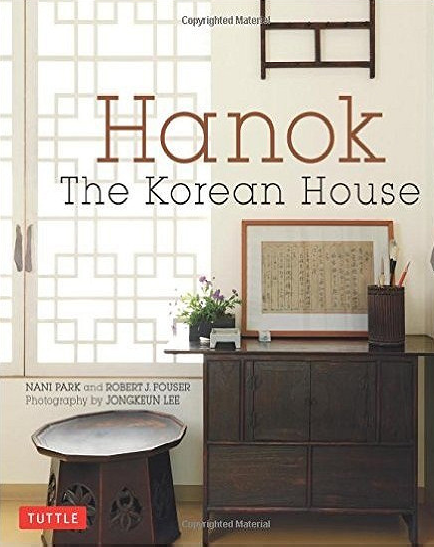 Copyrighted Material
Hanok
The Korean House
NANI PARK and ROBERT J. FOUSER
Photography by JONGKEUN LEE
TUTTLE
Copyrighted Material